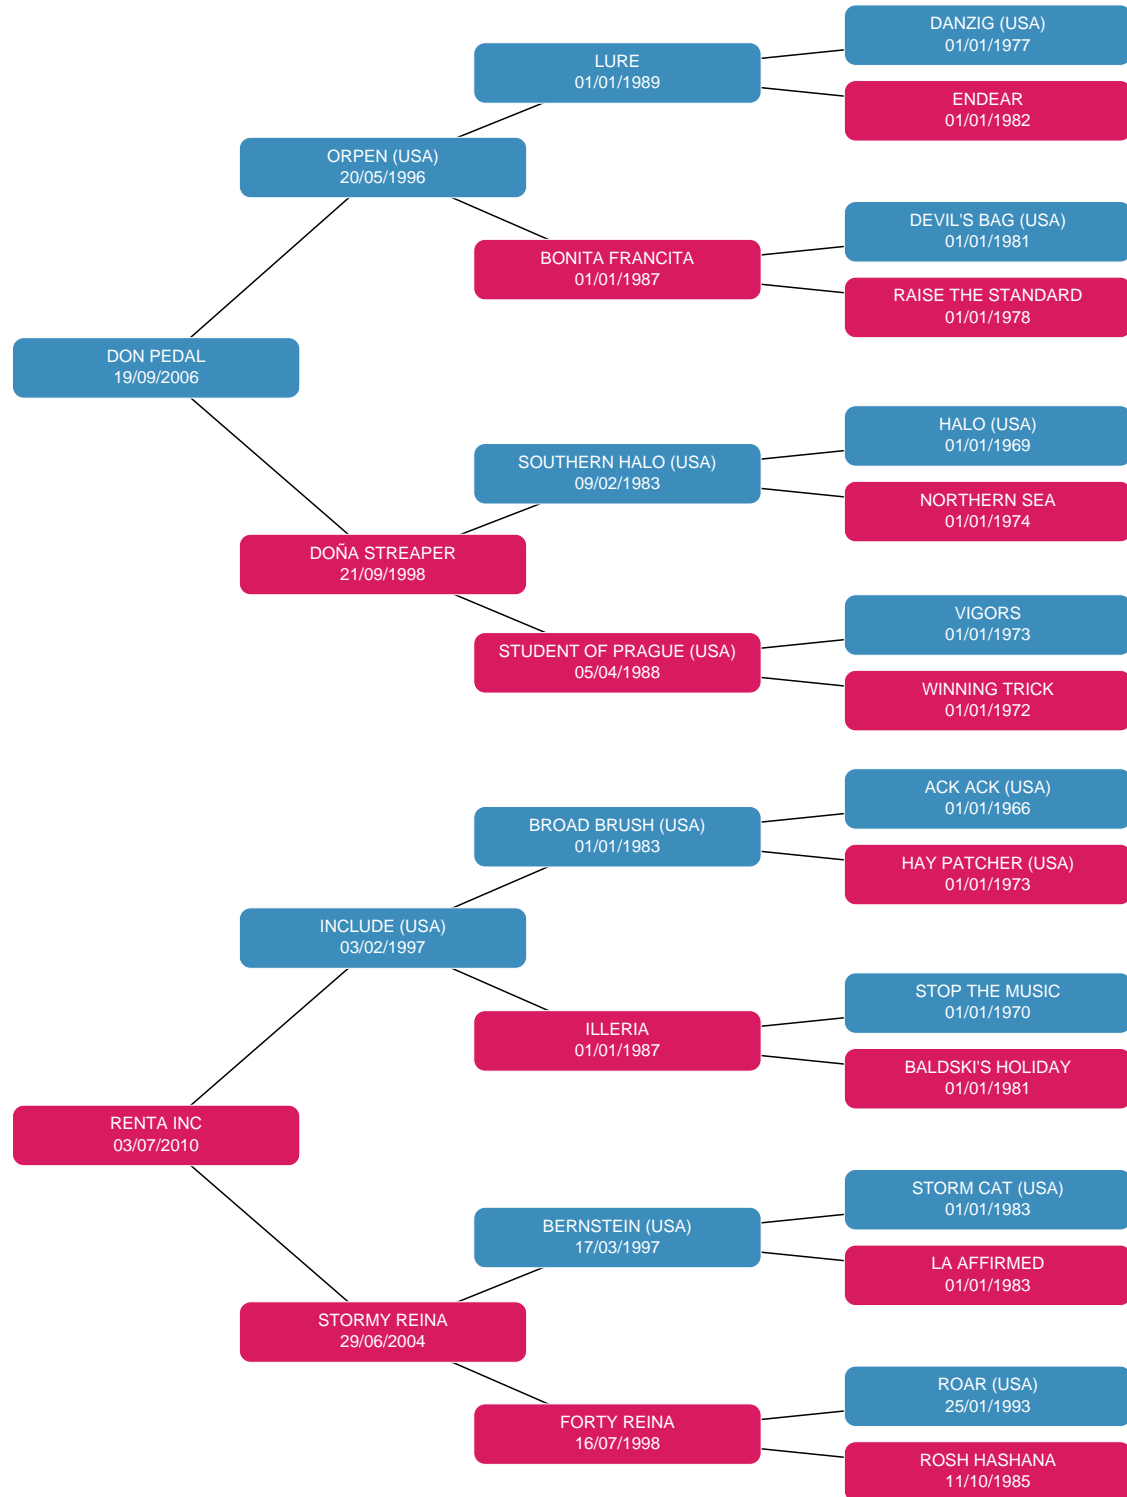 DANZIG (USA)
01/01/1977
LURE
01/01/1989
ENDEAR
01/01/1982
ORPEN (USA)
20/05/1996
DEVIL'S BAG (USA)
01/01/1981
BONITA FRANCITA
01/01/1987
RAISE THE STANDARD
01/01/1978
DON PEDAL
19/09/2006
HALO (USA)
01/01/1969
SOUTHERN HALO (USA)
09/02/1983
NORTHERN SEA
01/01/1974
DOÑA STREAPER
21/09/1998
VIGORS
01/01/1973
STUDENT OF PRAGUE (USA)
05/04/1988
WINNING TRICK
01/01/1972
ACK ACK (USA)
01/01/1966
BROAD BRUSH (USA)
01/01/1983
HAY PATCHER (USA)
01/01/1973
INCLUDE (USA)
03/02/1997
STOP THE MUSIC
01/01/1970
ILLERIA
01/01/1987
BALDSKI'S HOLIDAY
01/01/1981
RENTA INC
03/07/2010
STORM CAT (USA)
01/01/1983
BERNSTEIN (USA)
17/03/1997
LA AFFIRMED
01/01/1983
STORMY REINA
29/06/2004
ROAR (USA)
25/01/1993
FORTY REINA
16/07/1998
ROSH HASHANA
11/10/1985